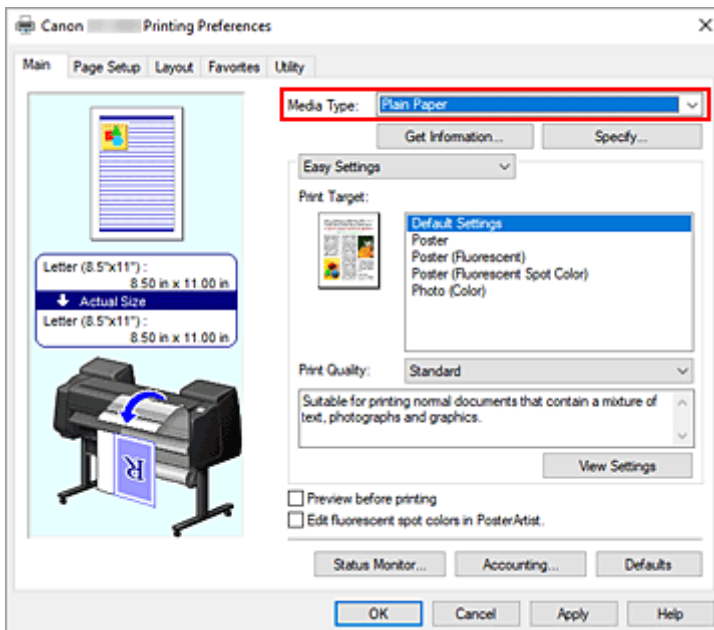 Canon Printing Preferences
Main Page Setup Layout Favorites Utility
Media Type: Plain Paper
Get Information... Specify...
Easy Settings
Print Target:
Default Settings
Poster
Poster (Fluorescent)
Poster (Fluorescent Spot Color)
Photo (Color)
Letter (8.5"x11") :
8.50 in x 11.00 in
Actual Size
Letter (8.5"x11") :
8.50 in x 11.00 in
R
Print Quality: Standard
Suitable for printing normal documents that contain a mixture of
text, photographs and graphics.
View Settings
Preview before printing
Edit fluorescent spot colors in PosterArtist.
Status Monitor... Accounting... Defaults
OK Cancel Apply Help